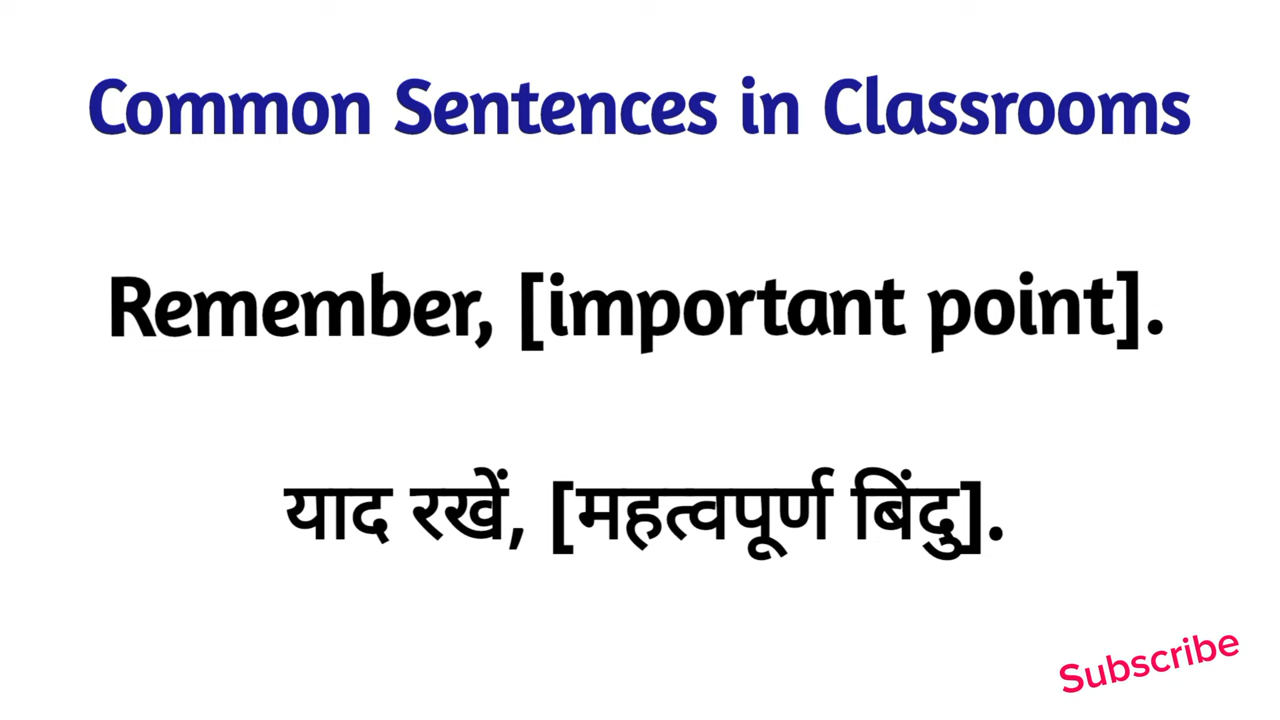 Common Sentences in Classrooms
Remember, [important point].
याद रखें, [महत्वपूर्ण बिंदु].
Subscribe